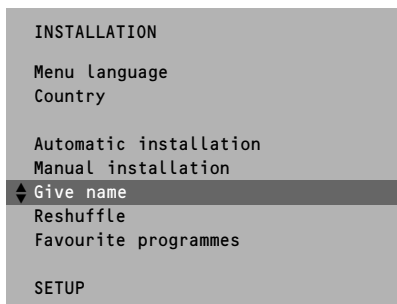 INSTALLATION
Menu language
Country
Automatic installation
Manual installation
Give name
Reshuffle
Favourite programmes
SETUP